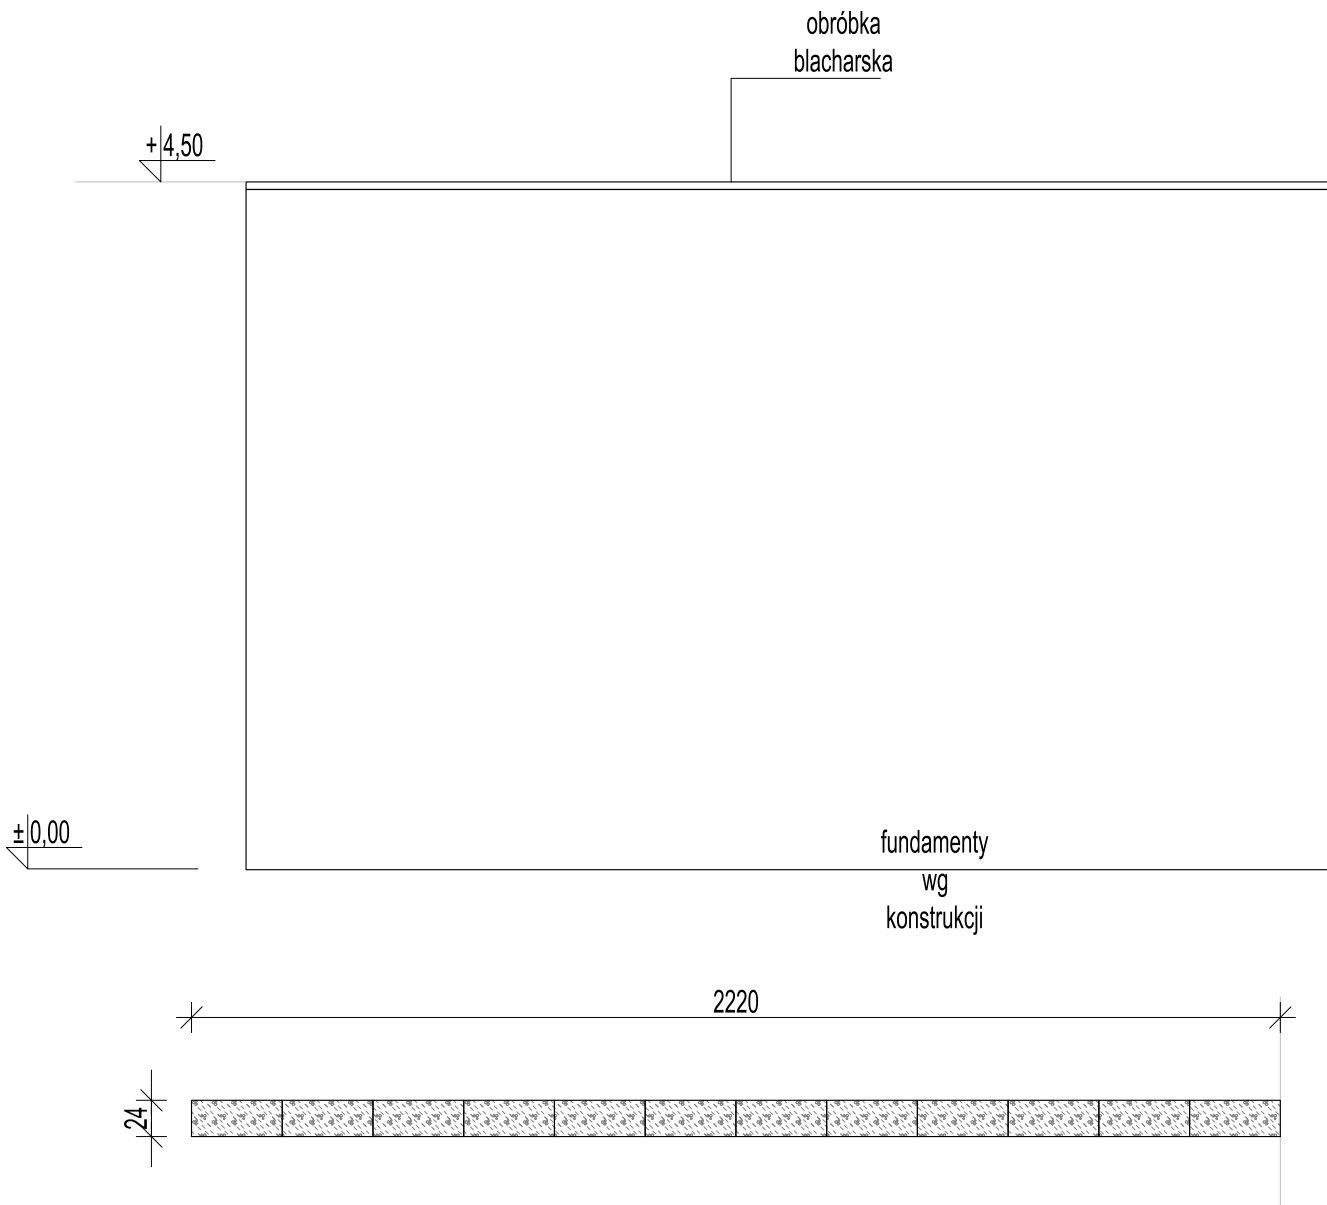 obróbka
blacharska
+4,50
±0,00
fundamenty
wg
konstrukcji
2220
24